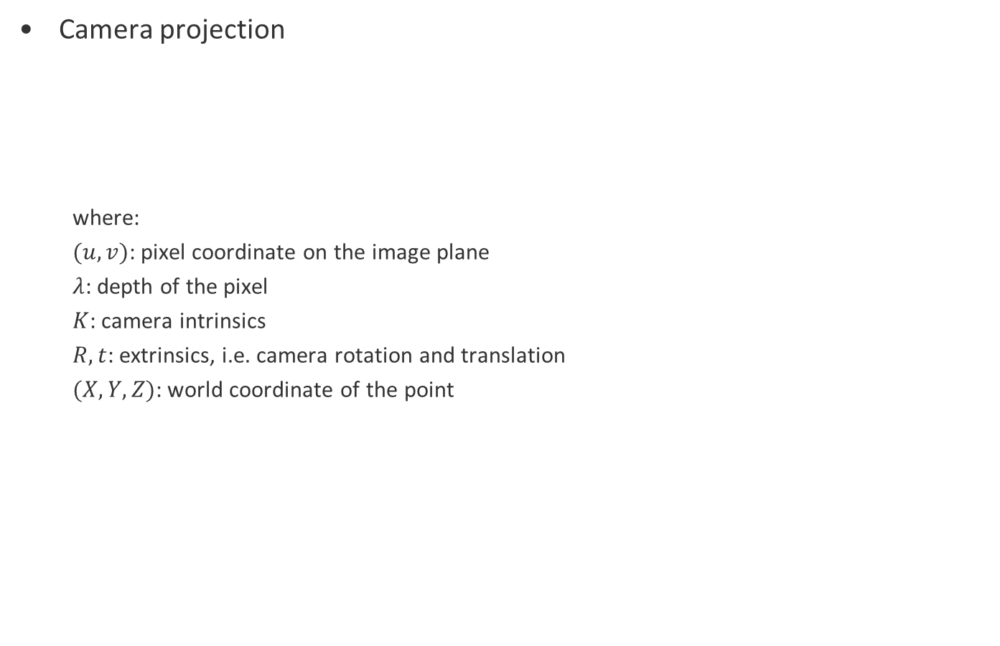 • Camera projection
where:
(u, v): pixel coordinate on the image plane
λ: depth of the pixel
K: camera intrinsics
R, t: extrinsics, i.e. camera rotation and translation
(X, Y, Z): world coordinate of the point